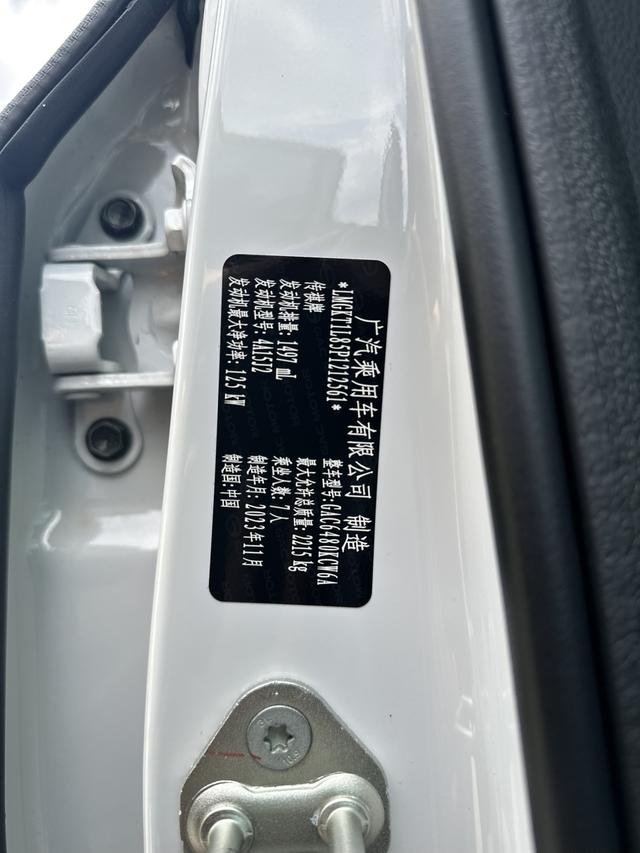 广汽乘用车有限公司 制造
*LMGKT1L85P1212561* 整车型号:GAC6480KCW6A
传祺牌 最大允许总质量: 2215 kg
发动机排量: 1497 mL 乘坐人数: 7人
发动机型号: 4A15J2 制造年月: 2023年11月
发动机最大净功率: 125 kW 制造国: 中国
10.9